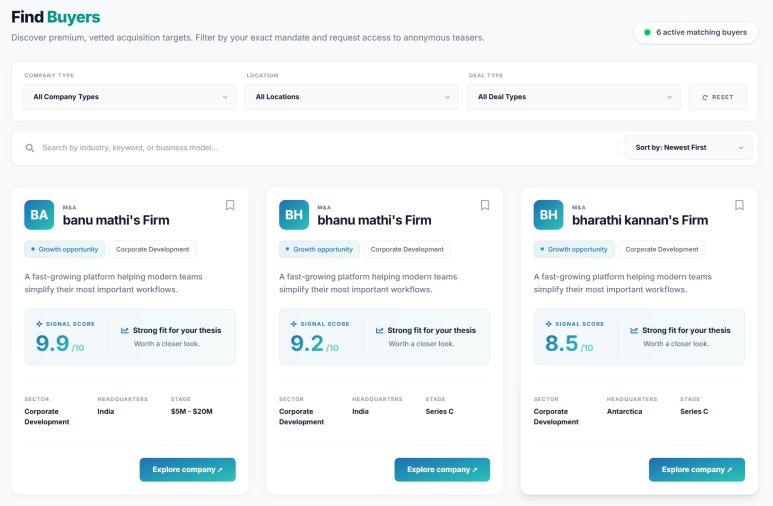 Find Buyers
Discover premium, vetted acquisition targets. Filter by your exact mandate and request access to anonymous teasers.
6 active matching buyers
COMPANY TYPE
All Company Types
LOCATION
All Locations
DEAL TYPE
All Deal Types
RESET
Search by industry, keyword, or business model...
Sort by: Newest First
BA
M&A
banu mathi's Firm
Growth opportunity
Corporate Development
A fast-growing platform helping modern teams
simplify their most important workflows.
SIGNAL SCORE
9.9 /10
Strong fit for your thesis
Worth a closer look.
SECTOR
Corporate
Development
HEADQUARTERS
India
STAGE
$5M - $20M
Explore company ↗
BH
M&A
bhanu mathi's Firm
Growth opportunity
Corporate Development
A fast-growing platform helping modern teams
simplify their most important workflows.
SIGNAL SCORE
9.2 /10
Strong fit for your thesis
Worth a closer look.
SECTOR
Corporate
Development
HEADQUARTERS
India
STAGE
Series C
Explore company ↗
BH
M&A
bharathi kannan's Firm
Growth opportunity
Corporate Development
A fast-growing platform helping modern teams
simplify their most important workflows.
SIGNAL SCORE
8.5 /10
Strong fit for your thesis
Worth a closer look.
SECTOR
Corporate
Development
HEADQUARTERS
Antarctica
STAGE
Series C
Explore company ↗